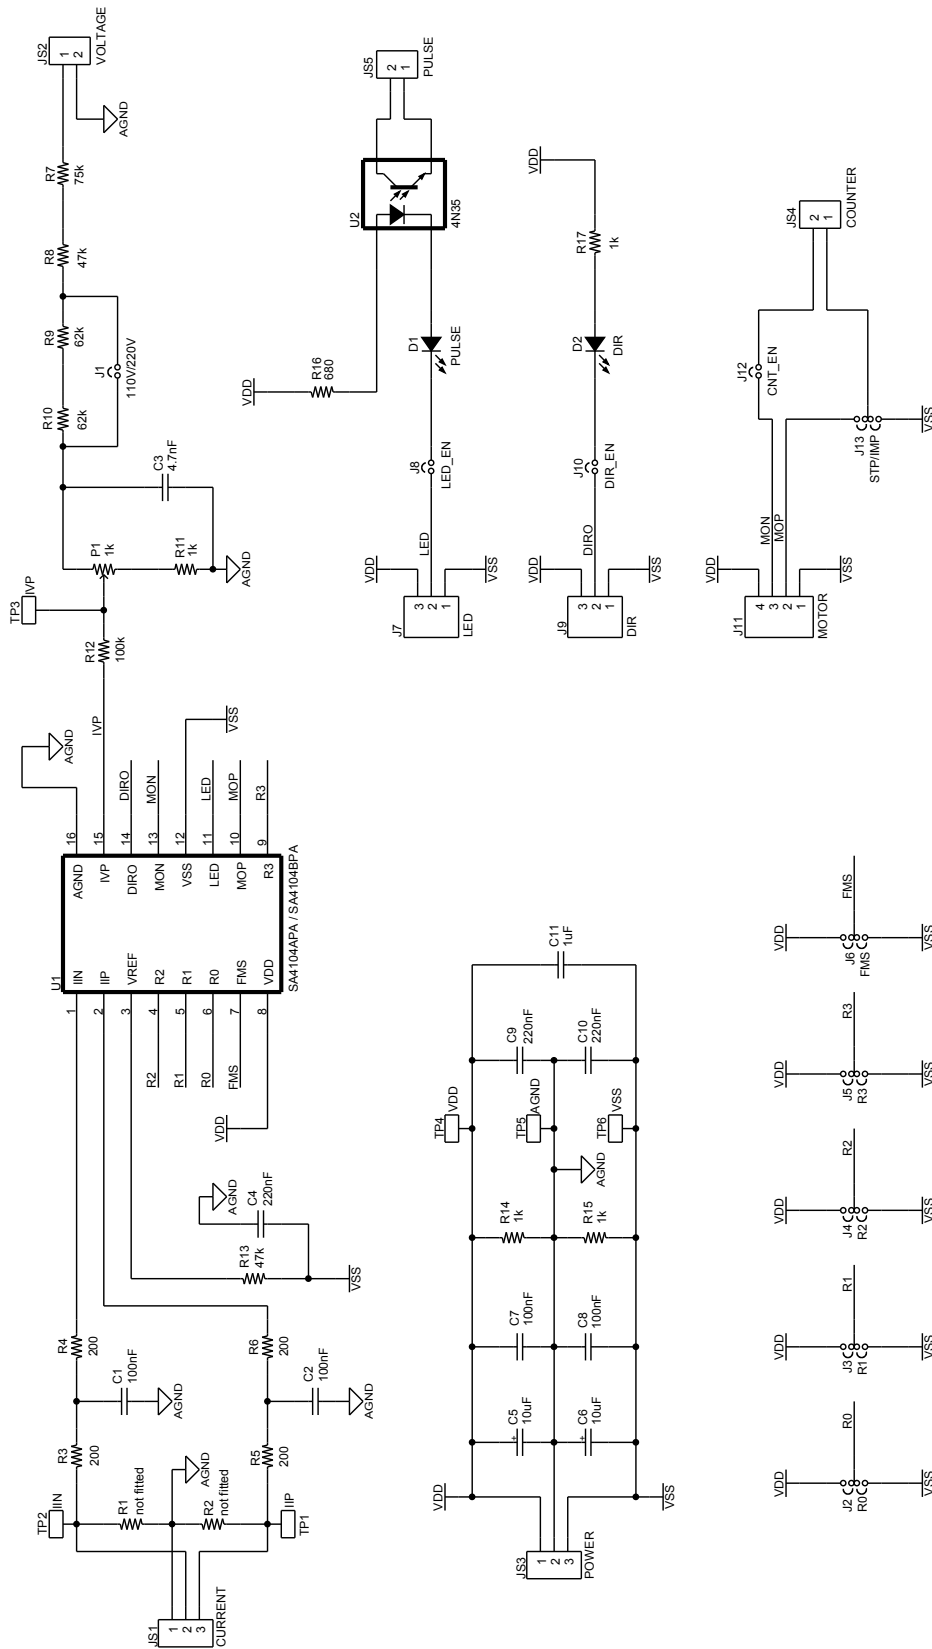 JS1
1
2
3
CURRENT
TP2
IIN
R1
not fitted
R2
not fitted
AGND
IIP
TP1
R3
200
R5
200
C1
100nF
AGND
C2
100nF
AGND
R4
200
R6
200
R13
47k
C4
220nF
AGND
VSS
VDD
U1
1
IIN
2
IIP
3
VREF
R2
4
R2
R1
5
R1
R0
6
R0
FMS
7
FMS
8
VDD
AGND
16
IVP
15
DIRO
14
MON
13
VSS
12
LED
11
MOP
10
R3
9
SA4104APA / SA4104BPA
AGND
IVP
DIRO
MON
VSS
LED
MOP
R3
R12
100k
TP3
IVP
P1
1k
R11
1k
AGND
C3
4.7nF
R10
62k
R9
62k
J1
110V/220V
R8
47k
R7
75k
AGND
JS2
1
2
VOLTAGE
JS3
1
2
3
POWER
VDD
VSS
C5
+
10uF
C6
+
10uF
C7
100nF
C8
100nF
R14
1k
R15
1k
AGND
TP4
VDD
TP5
AGND
TP6
VSS
C9
220nF
C10
220nF
C11
1uF
J7
3
2
1
LED
VDD
VSS
LED
J8
LED_EN
D1
PULSE
VDD
R16
680
U2
4N35
JS5
2
1
PULSE
J9
3
2
1
DIR
VDD
VSS
DIRO
J10
DIR_EN
D2
DIR
R17
1k
VDD
J11
4
3
2
1
MOTOR
VDD
VSS
MON
MOP
J12
CNT_EN
J13
STP/IMP
VSS
JS4
2
1
COUNTER
VDD
J2
R0
R0
VSS
VDD
J3
R1
R1
VSS
VDD
J4
R2
R2
VSS
VDD
J5
R3
R3
VSS
VDD
J6
FMS
FMS
VSS